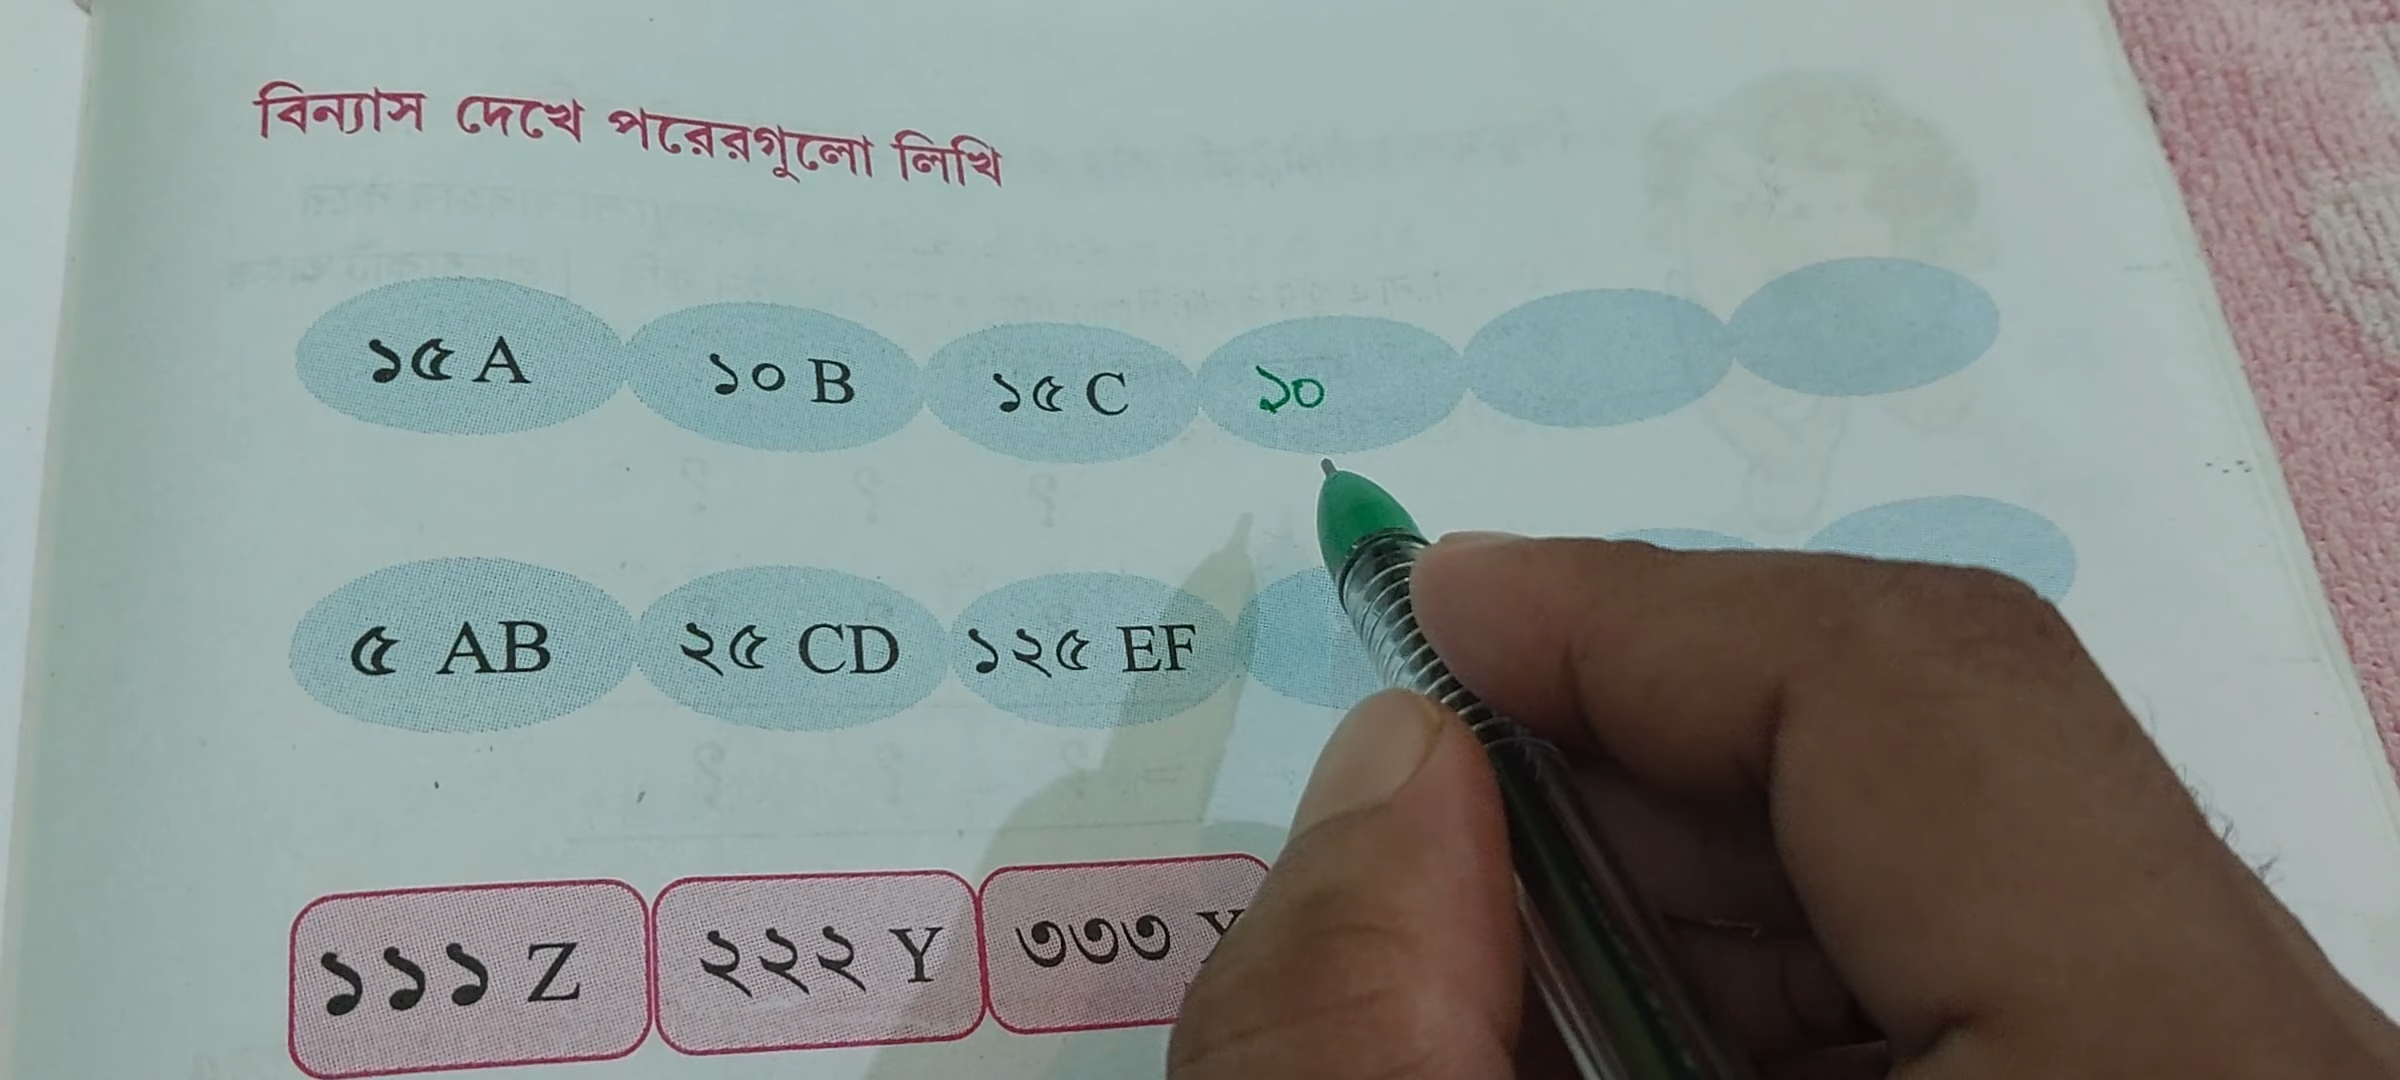 বিন্যাস দেখে পরেরগুলো লিখি
১৫ A ১০ B ১৫ C ১০
৫ AB ২৫ CD ১২৫ EF
১১১ Z ২২২ Y ৩৩৩